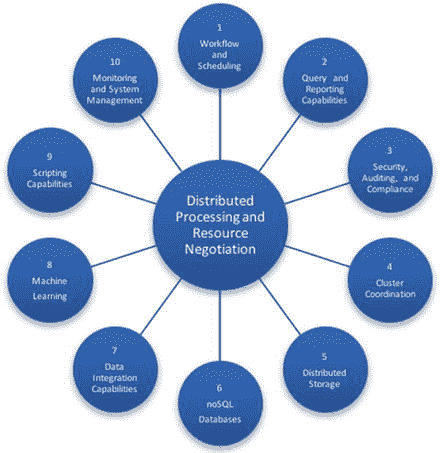 1
Workflow
and
Scheduling
2
Query and
Reporting
Capabilities
3
Security,
Auditing, and
Compliance
4
Cluster
Coordination
5
Distributed
Storage
6
noSQL
Databases
7
Data
Integration
Capabilities
8
Machine
Learning
9
Scripting
Capabilities
10
Monitoring
and System
Management
Distributed
Processing and
Resource
Negotiation